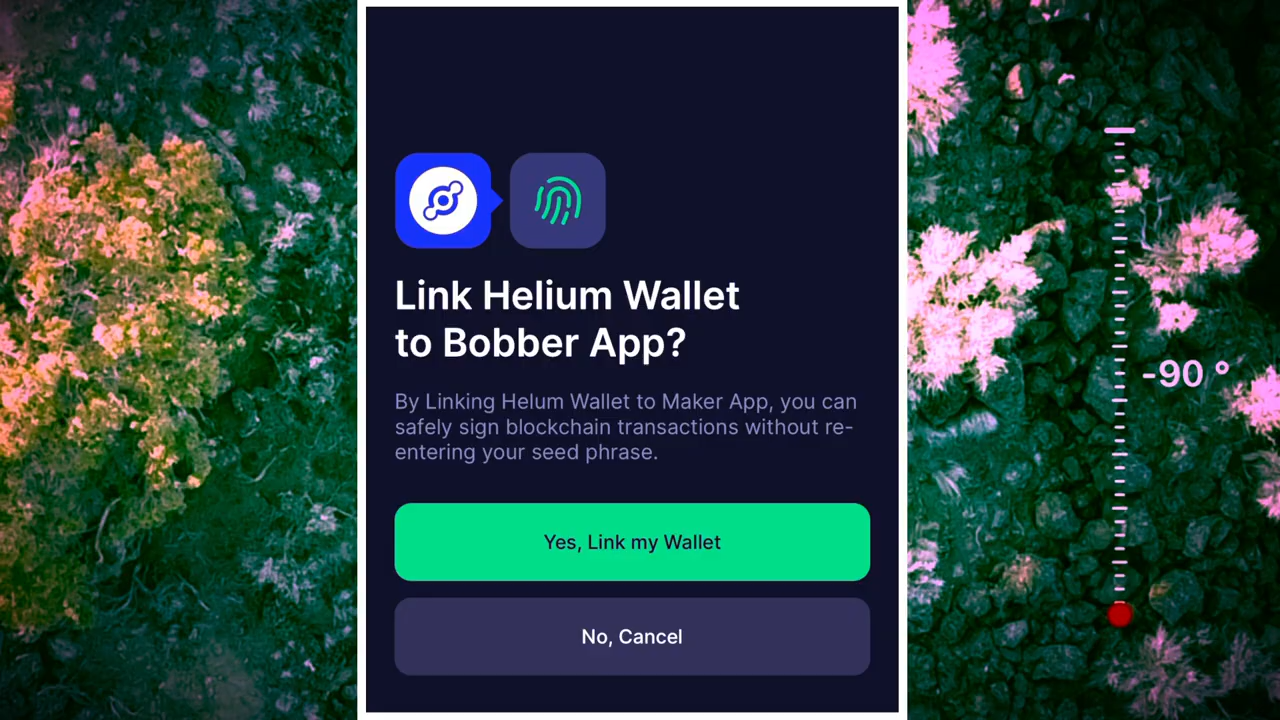 Link Helium Wallet
to Bobber App?
By Linking Helum Wallet to Maker App, you can
safely sign blockchain transactions without re-
entering your seed phrase.
-90 °
Yes, Link my Wallet
No, Cancel